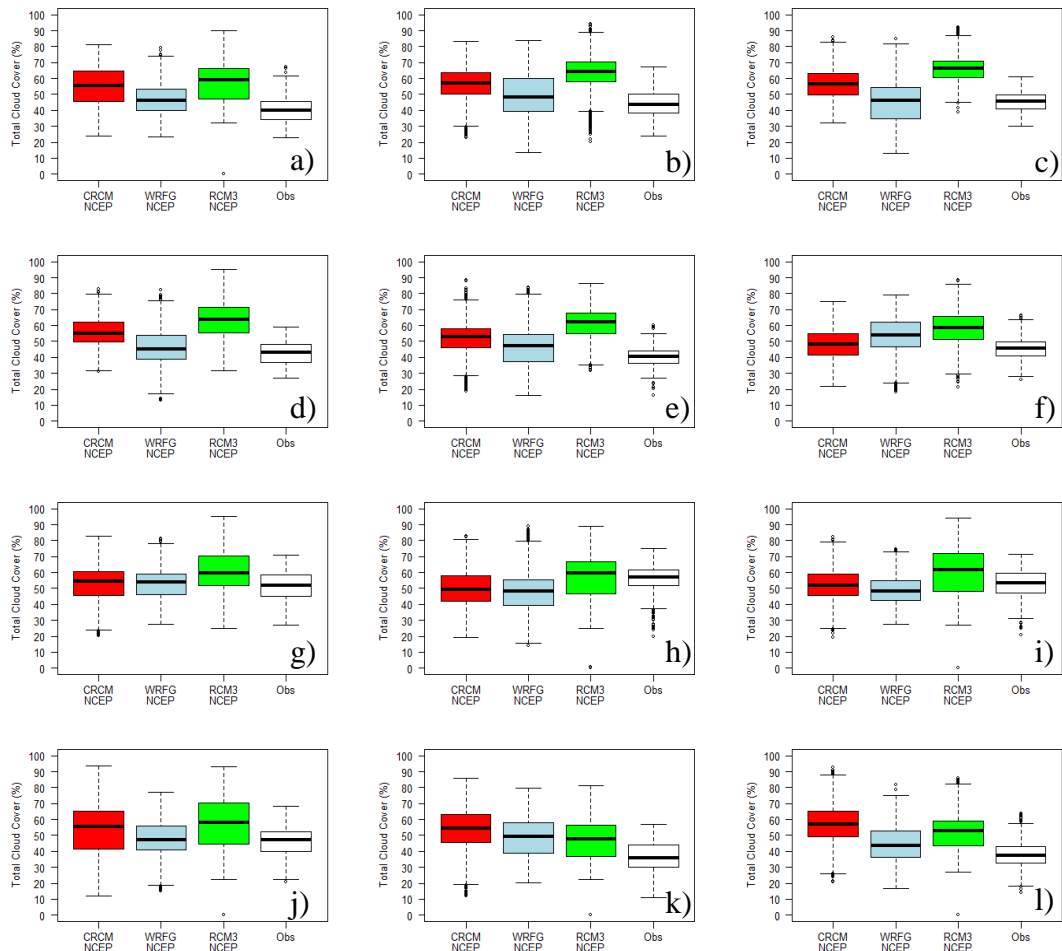 Total Cloud Cover (%)
100
90
80
70
60
50
40
30
20
10
0
a)
CRCM WRFG RCM3 Obs
NCEP NCEP NCEP
Total Cloud Cover (%)
100
90
80
70
60
50
40
30
20
10
0
b)
CRCM WRFG RCM3 Obs
NCEP NCEP NCEP
Total Cloud Cover (%)
100
90
80
70
60
50
40
30
20
10
0
c)
CRCM WRFG RCM3 Obs
NCEP NCEP NCEP
Total Cloud Cover (%)
100
90
80
70
60
50
40
30
20
10
0
d)
CRCM WRFG RCM3 Obs
NCEP NCEP NCEP
Total Cloud Cover (%)
100
90
80
70
60
50
40
30
20
10
0
e)
CRCM WRFG RCM3 Obs
NCEP NCEP NCEP
Total Cloud Cover (%)
100
90
80
70
60
50
40
30
20
10
0
f)
CRCM WRFG RCM3 Obs
NCEP NCEP NCEP
Total Cloud Cover (%)
100
90
80
70
60
50
40
30
20
10
0
g)
CRCM WRFG RCM3 Obs
NCEP NCEP NCEP
Total Cloud Cover (%)
100
90
80
70
60
50
40
30
20
10
0
h)
CRCM WRFG RCM3 Obs
NCEP NCEP NCEP
Total Cloud Cover (%)
100
90
80
70
60
50
40
30
20
10
0
i)
CRCM WRFG RCM3 Obs
NCEP NCEP NCEP
Total Cloud Cover (%)
100
90
80
70
60
50
40
30
20
10
0
j)
CRCM WRFG RCM3 Obs
NCEP NCEP NCEP
Total Cloud Cover (%)
100
90
80
70
60
50
40
30
20
10
0
k)
CRCM WRFG RCM3 Obs
NCEP NCEP NCEP
Total Cloud Cover (%)
100
90
80
70
60
50
40
30
20
10
0
l)
CRCM WRFG RCM3 Obs
NCEP NCEP NCEP